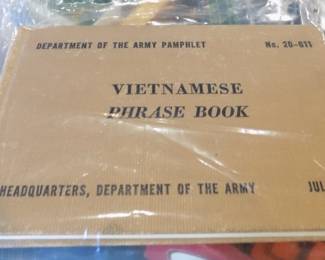 DEPARTMENT OF THE ARMY PAMPHLET No. 20-611
VIETNAMESE
PHRASE BOOK
HEADQUARTERS, DEPARTMENT OF THE ARMY JUL